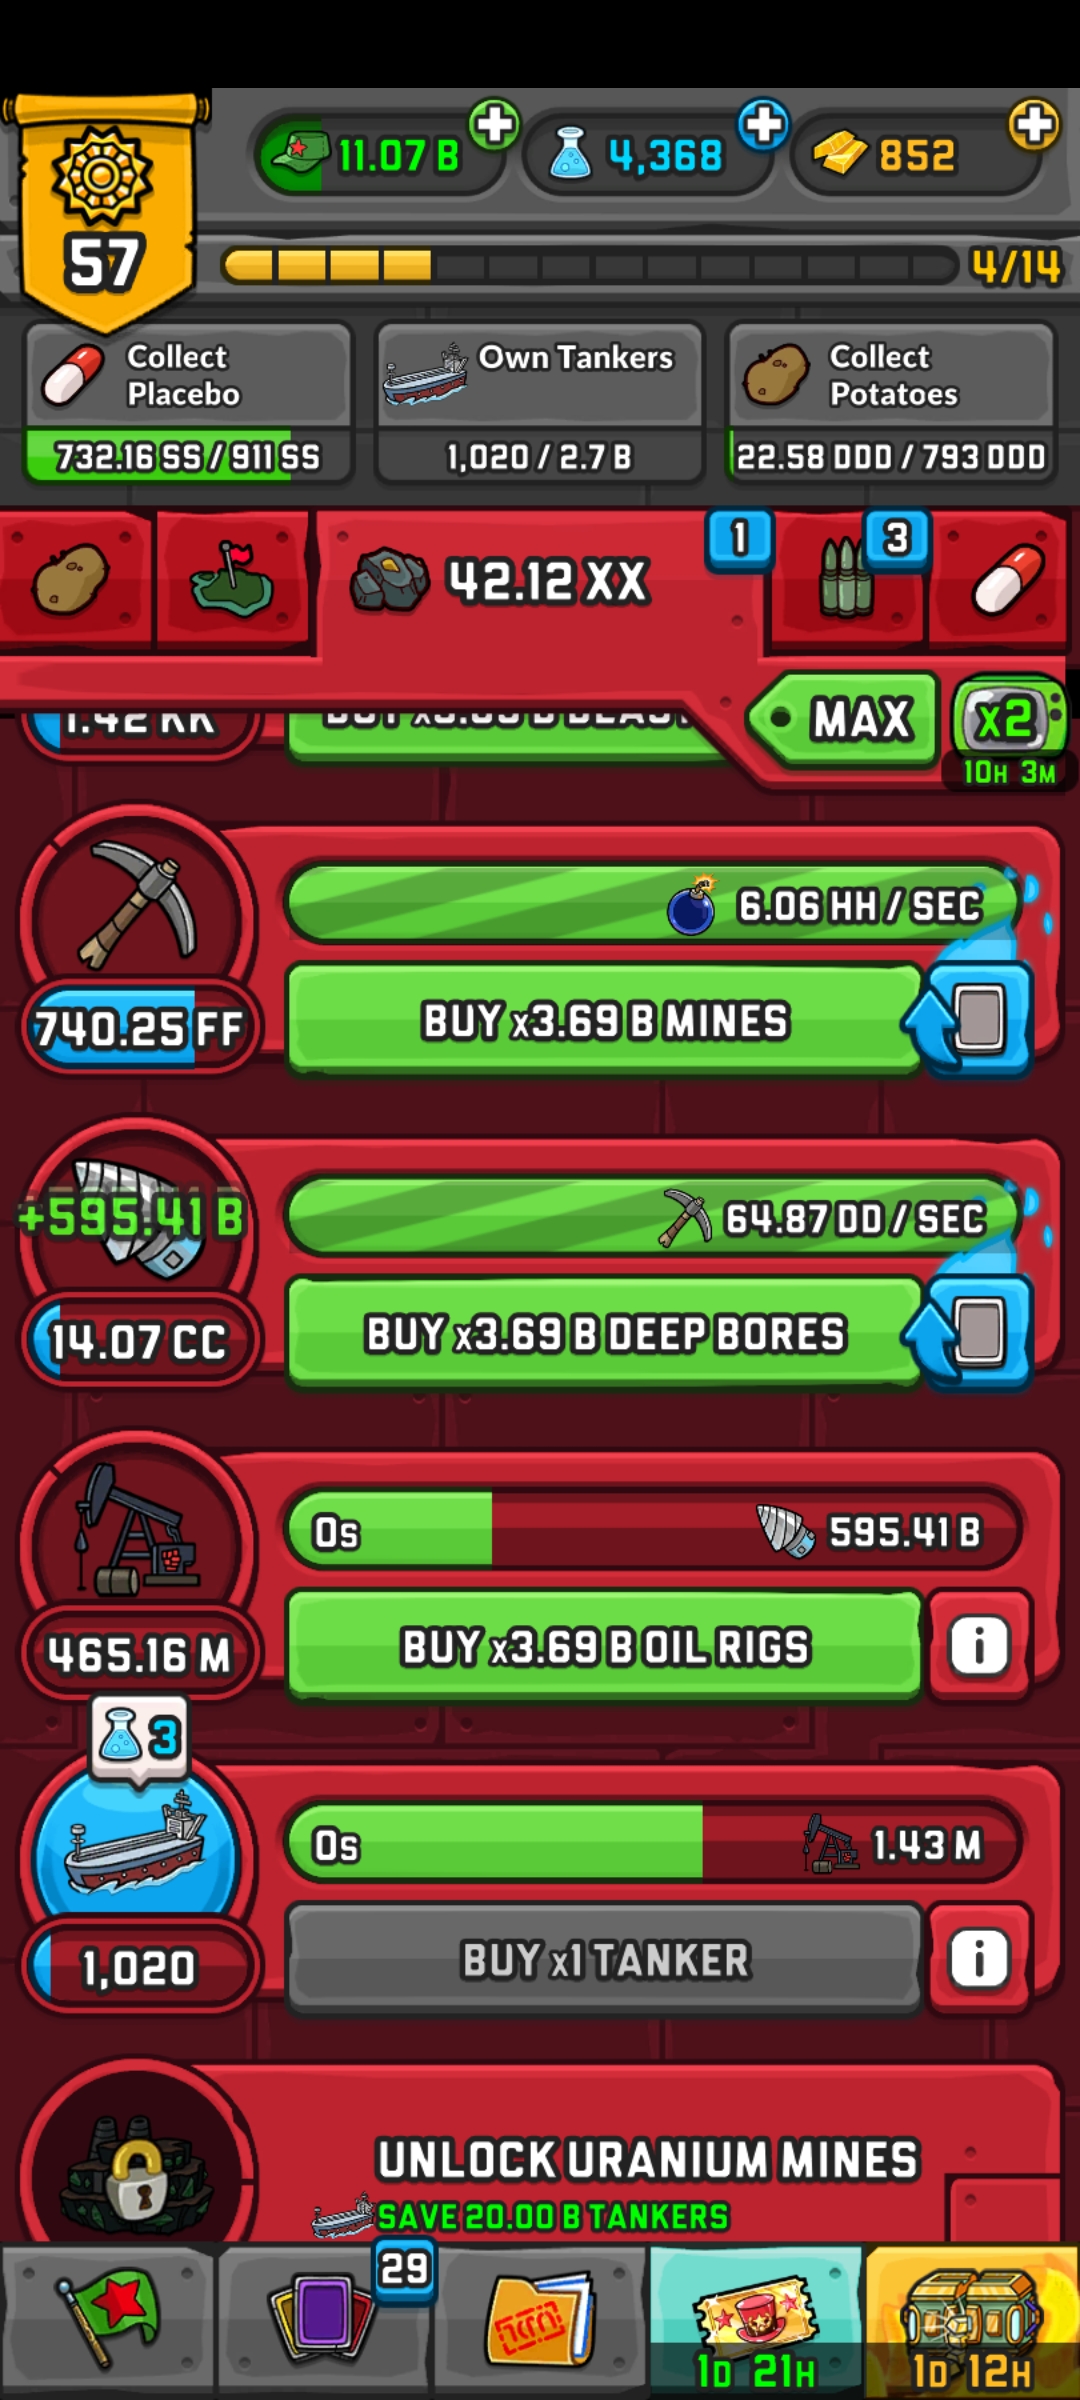 11.07 B
4,368
852
57
4/14
Collect
Placebo
732.16 SS / 911 SS
Own Tankers
1,020 / 2.7 B
Collect
Potatoes
22.58 DDD / 793 DDD
42.12 XX
1
3
MAX
x2
10H 3M
1.42 KK
6.06 HH / SEC
740.25 FF
BUY x3.69 B MINES
+595.41 B
64.87 DD / SEC
14.07 CC
BUY x3.69 B DEEP BORES
0s
595.41 B
465.16 M
BUY x3.69 B OIL RIGS
i
3
0s
1.43 M
1,020
BUY x1 TANKER
i
UNLOCK URANIUM MINES
SAVE 20.00 B TANKERS
29
1D 21H
1D 12H